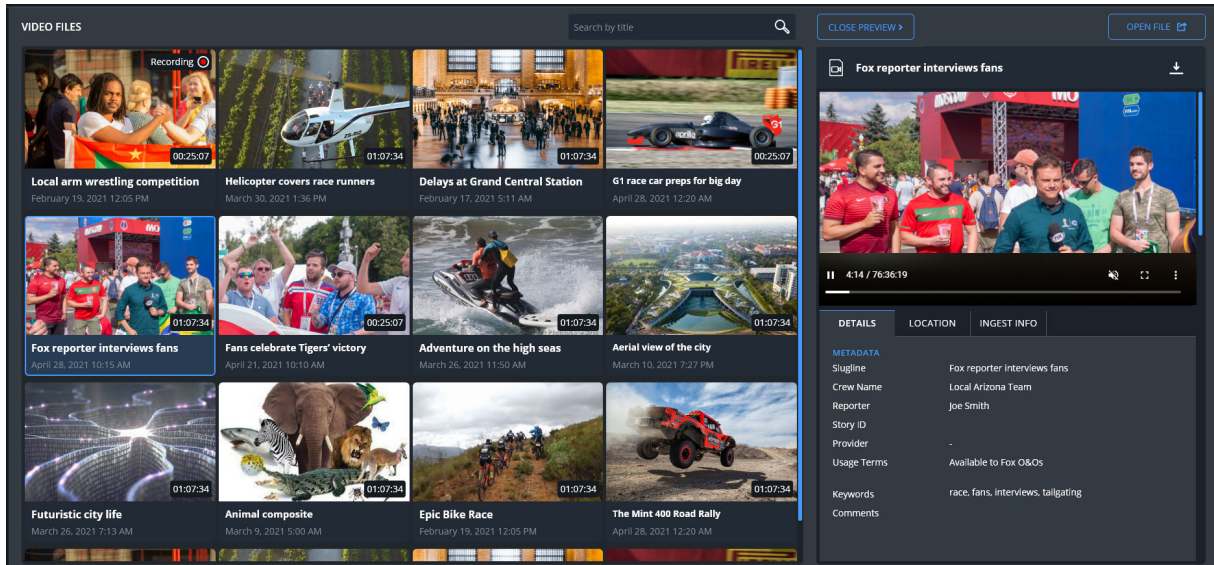 VIDEO FILES
Search by title
CLOSE PREVIEW >
OPEN FILE
Recording
00:25:07
01:07:34
01:07:34
PIRELLI
aprilia
G1
00:25:07
Local arm wrestling competition
Helicopter covers race runners
Delays at Grand Central Station
G1 race car preps for big day
February 19, 2021 12:05 PM
March 30, 2021 1:36 PM
February 17, 2021 5:11 AM
April 28, 2021 12:20 AM
01:07:34
00:25:07
01:07:34
01:07:34
Fox reporter interviews fans
Fans celebrate Tigers' victory
Adventure on the high seas
Aerial view of the city
April 28, 2021 10:15 AM
April 21, 2021 10:10 AM
March 26, 2021 11:50 AM
March 10, 2021 7:27 PM
01:07:34
01:07:34
01:07:34
01:07:34
Futuristic city life
Animal composite
Epic Bike Race
The Mint 400 Road Rally
March 26, 2021 7:13 AM
March 9, 2021 5:00 AM
February 19, 2021 12:05 PM
April 28, 2021 12:20 AM
Fox reporter interviews fans
4:14 / 76:36:19
DETAILS
LOCATION
INGEST INFO
METADATA
Slugline Fox reporter interviews fans
Crew Name Local Arizona Team
Reporter Joe Smith
Story ID
Provider -
Usage Terms Available to Fox O&Os
Keywords race, fans, interviews, tailgating
Comments